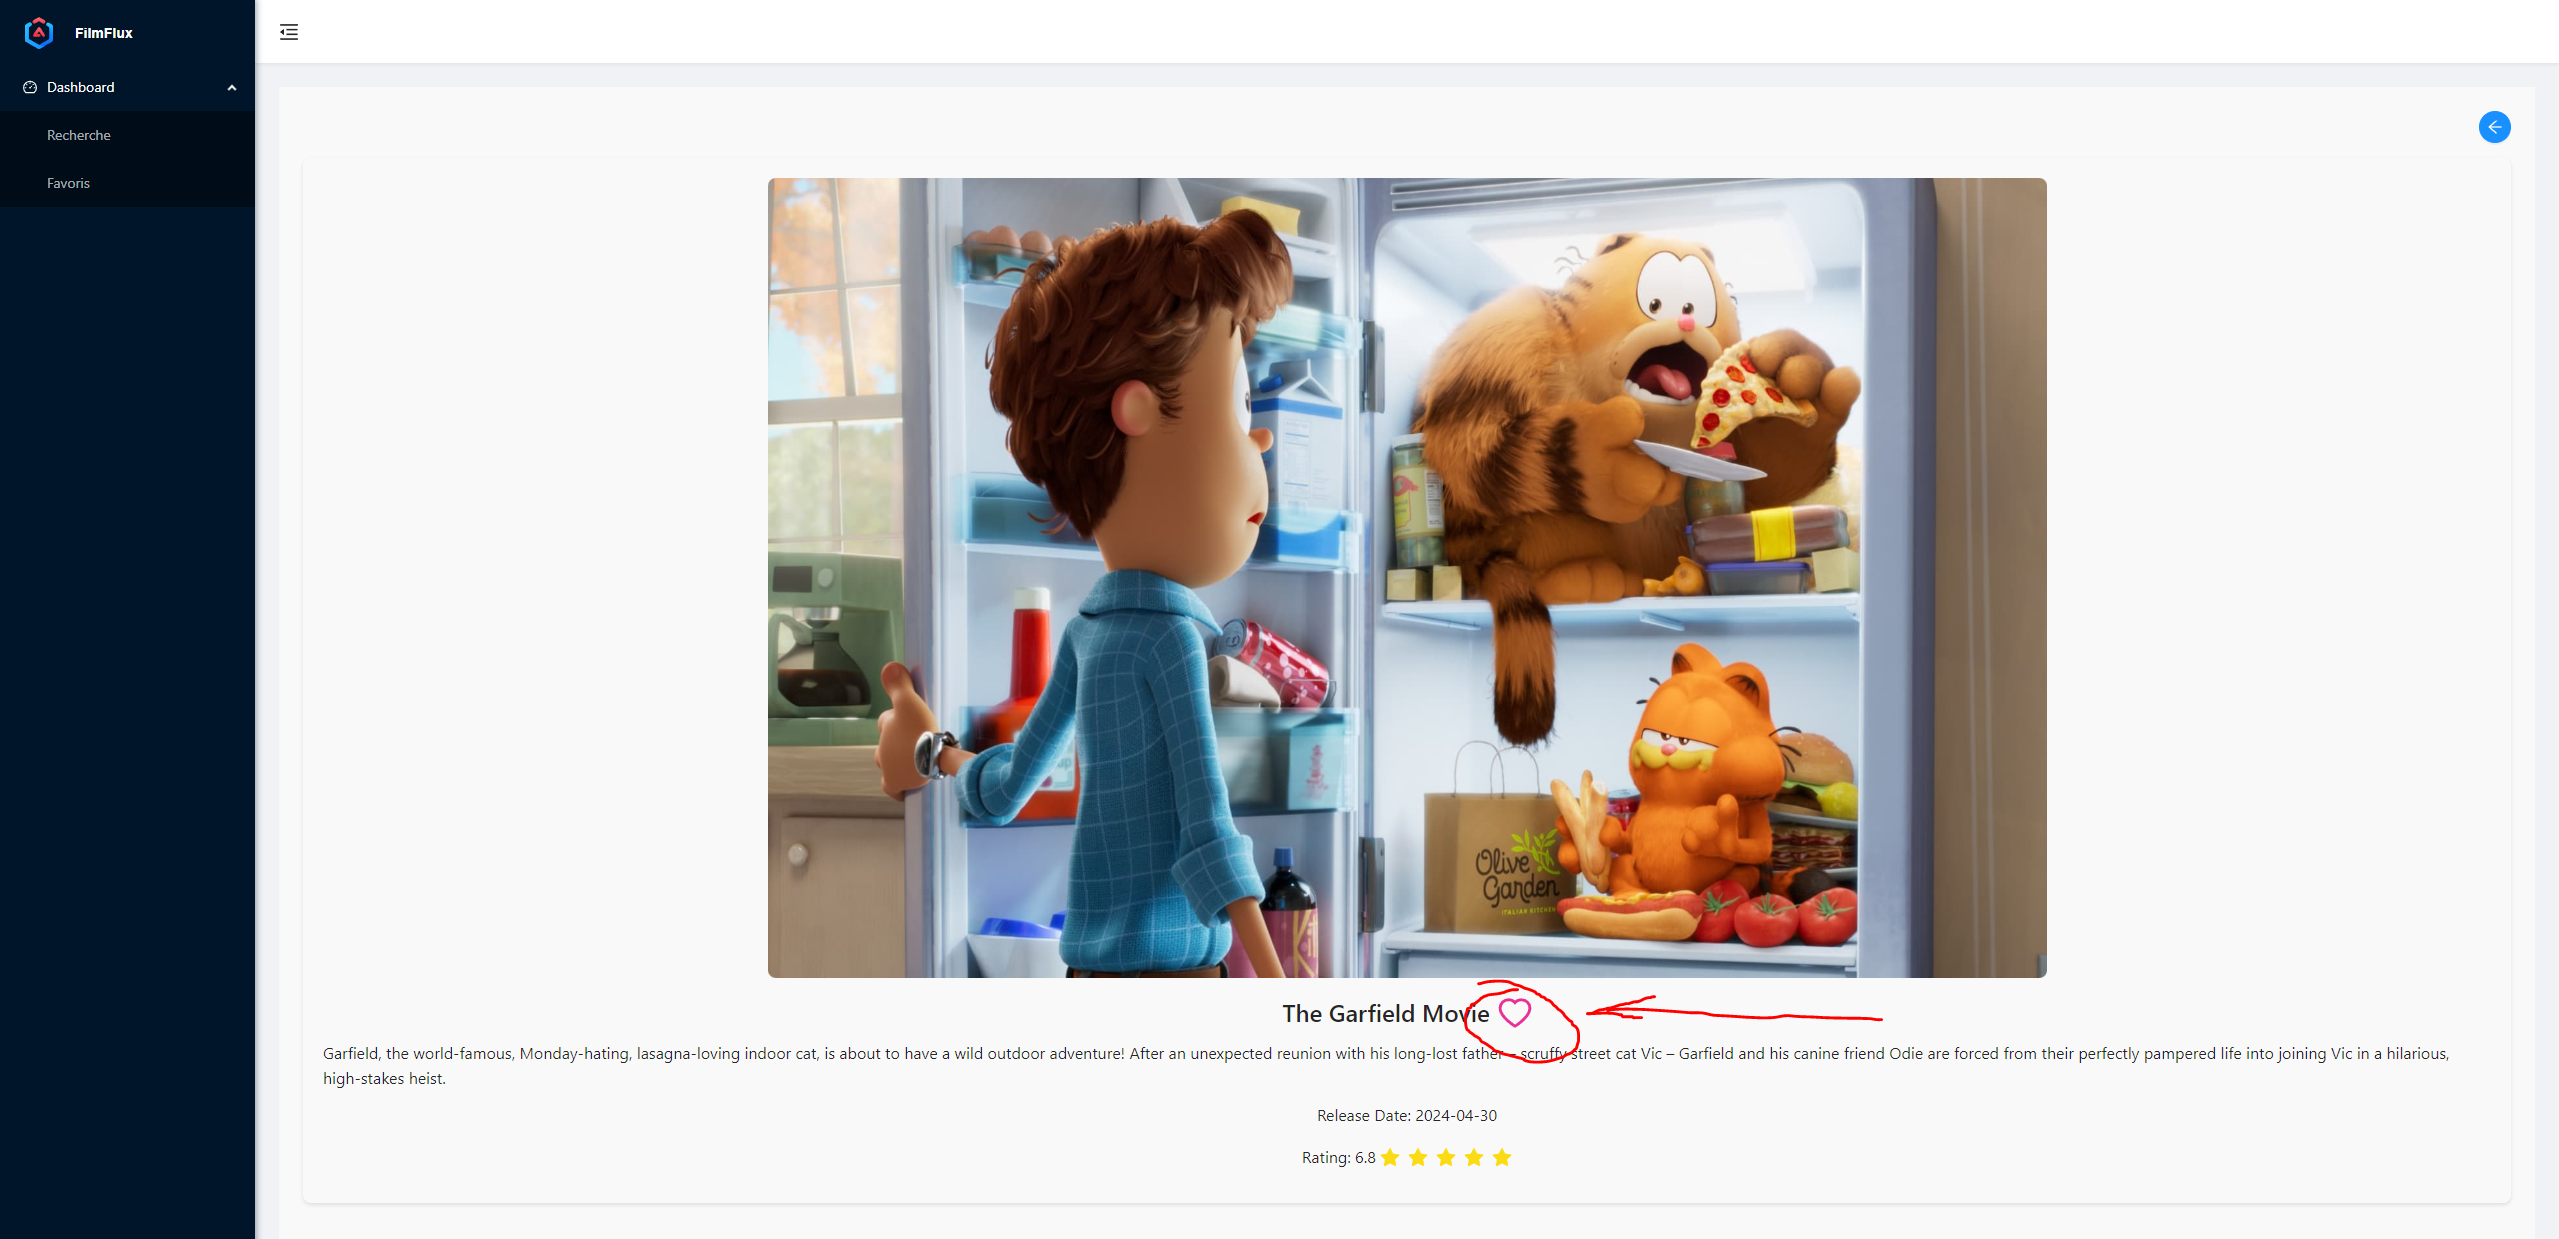 FilmFlux
Dashboard
Recherche
Favoris
Olive
Garden
ITALIAN KITCHEN
The Garfield Movie
Garfield, the world-famous, Monday-hating, lasagna-loving indoor cat, is about to have a wild outdoor adventure! After an unexpected reunion with his long-lost father – scruffy street cat Vic – Garfield and his canine friend Odie are forced from their perfectly pampered life into joining Vic in a hilarious,
high-stakes heist.
Release Date: 2024-04-30
Rating: 6.8